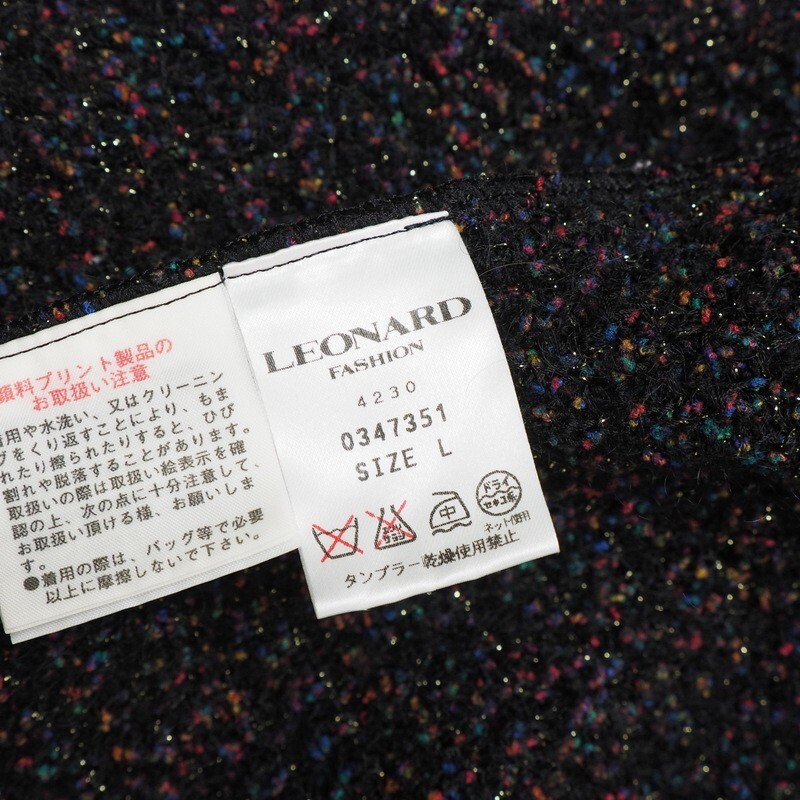 顔料プリント製品の
お取扱い注意
着用や水洗い、又はクリーニン
グをくり返すことにより、もま
れたり擦られたりすると、ひび
割れや脱落することがあります。
取扱いの際は取扱い絵表示を確
認の上、次の点に十分注意して、
お取扱い頂ける様、お願いしま
す。
●着用の際は、バッグ等で必要
以上に摩擦しないで下さい。
LEONARD
FASHION
4230
0347351
SIZE L
エンソ
サラシ
中
ドライ
セキユ系
ネット使用
タンブラー乾燥使用禁止